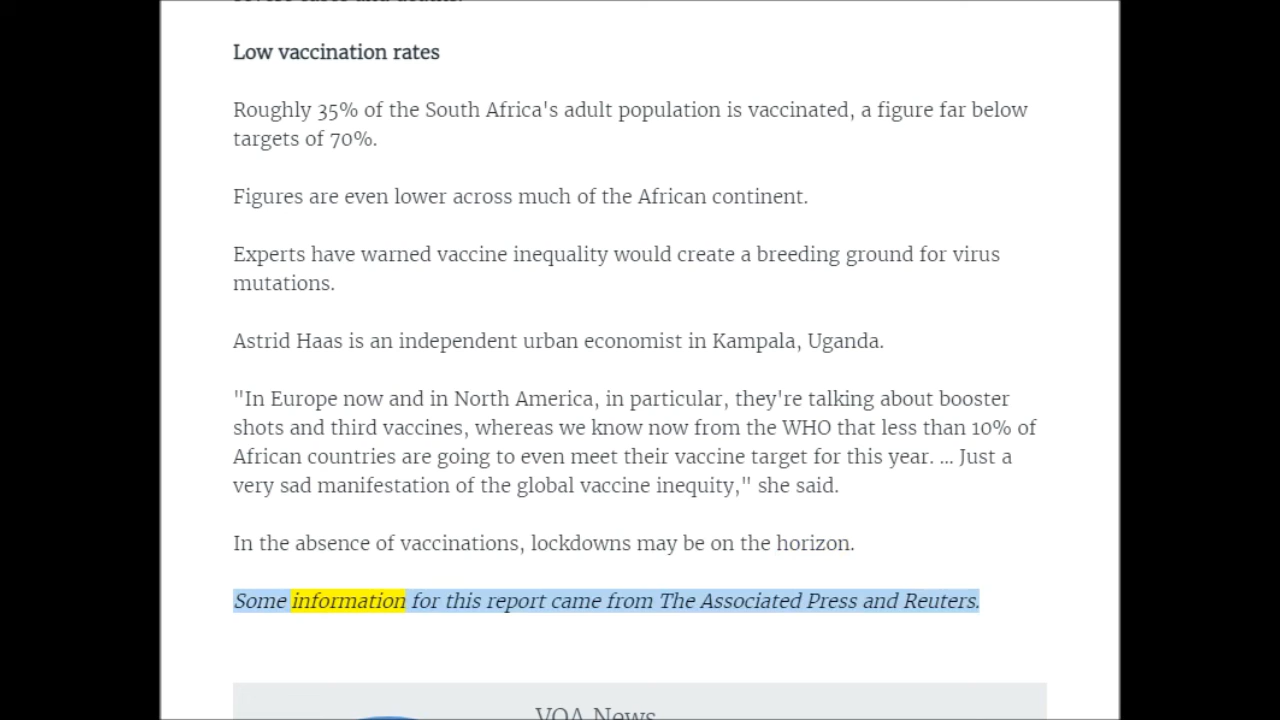 Low vaccination rates
Roughly 35% of the South Africa's adult population is vaccinated, a figure far below
targets of 70%.
Figures are even lower across much of the African continent.
Experts have warned vaccine inequality would create a breeding ground for virus
mutations.
Astrid Haas is an independent urban economist in Kampala, Uganda.
"In Europe now and in North America, in particular, they're talking about booster
shots and third vaccines, whereas we know now from the WHO that less than 10% of
African countries are going to even meet their vaccine target for this year. ... Just a
very sad manifestation of the global vaccine inequity," she said.
In the absence of vaccinations, lockdowns may be on the horizon.
Some information for this report came from The Associated Press and Reuters.
VOA News